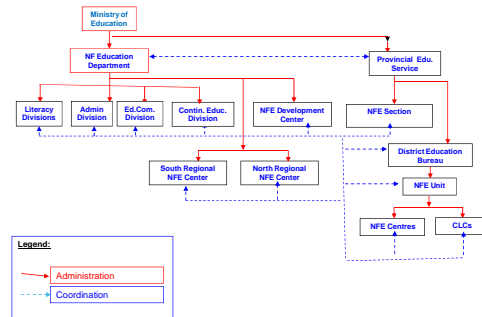 Ministry of
Education
NF Education
Department
Provincial Edu.
Service
Literacy
Divisions
Admin
Division
Ed.Com.
Division
Contin. Educ.
Division
NFE Development
Center
NFE Section
District Education
Bureau
South Regional
NFE Center
North Regional
NFE Center
NFE Unit
NFE Centres
CLCs
Legend:
Administration
Coordination